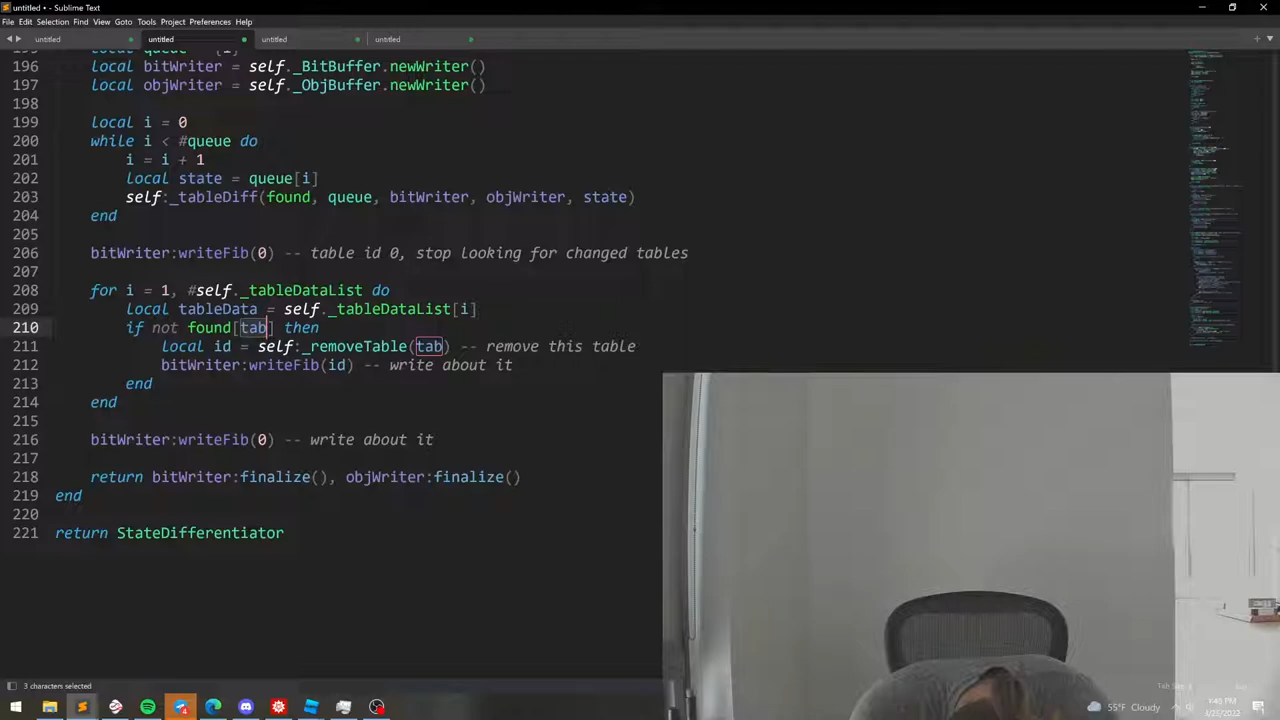 untitled • - Sublime Text
File Edit Selection Find View Goto Tools Project Preferences Help
untitled untitled untitled untitled
196 local bitWriter = self._BitBuffer.newWriter()
197 local objWriter = self._ObjBuffer.newWriter()
198
199 local i = 0
200 while i < #queue do
201 i = i + 1
202 local state = queue[i]
203 self:_tableDiff(found, queue, bitWriter, objWriter, state)
204 end
205
206 bitWriter:writeFib(0) -- table id 0, stop looking for changed tables
207
208 for i = 1, #self._tableDataList do
209 local tableData = self._tableDataList[i]
210 if not found[tab] then
211 local id = self:_removeTable(tab) -- remove this table
212 bitWriter:writeFib(id) -- write about it
213 end
214 end
215
216 bitWriter:writeFib(0) -- write about it
217
218 return bitWriter:finalize(), objWriter:finalize()
219 end
220
221 return StateDifferentiator
3 characters selected
55°F Cloudy